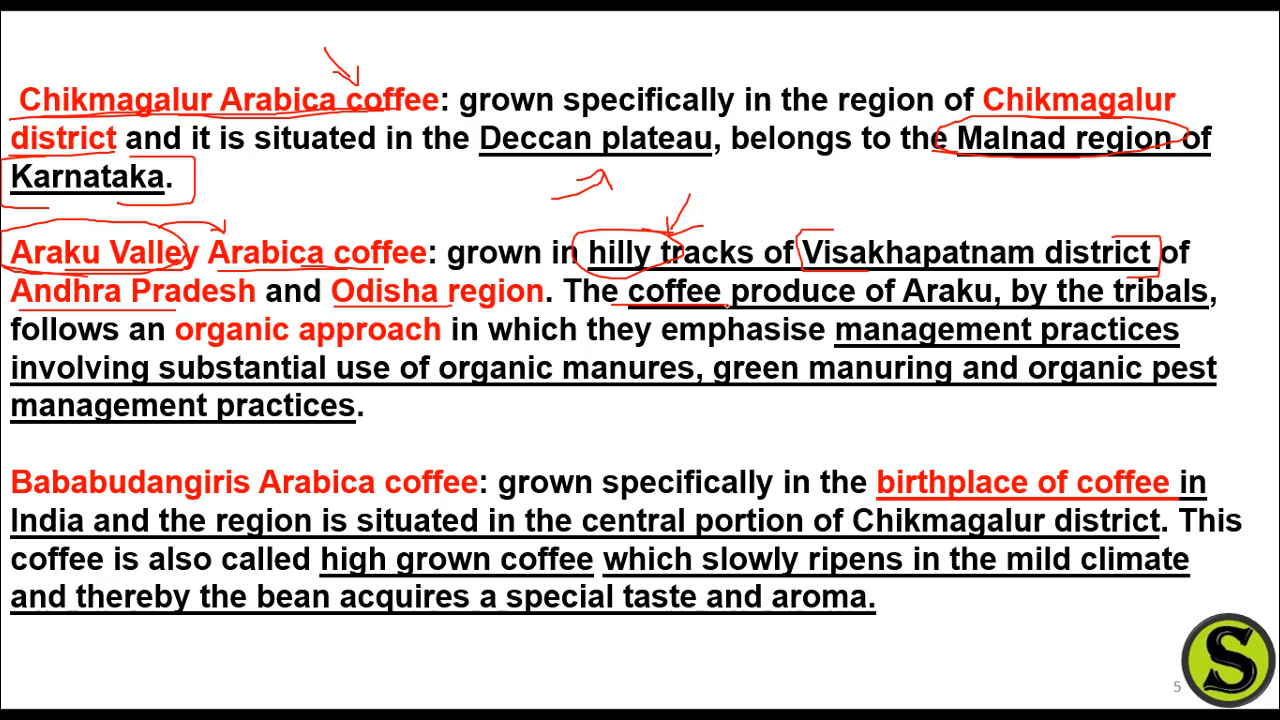 Chikmagalur Arabica coffee: grown specifically in the region of Chikmagalur
district and it is situated in the Deccan plateau, belongs to the Malnad region of
Karnataka.
Araku Valley Arabica coffee: grown in hilly tracks of Visakhapatnam district of
Andhra Pradesh and Odisha region. The coffee produce of Araku, by the tribals,
follows an organic approach in which they emphasise management practices
involving substantial use of organic manures, green manuring and organic pest
management practices.
Bababudangiris Arabica coffee: grown specifically in the birthplace of coffee in
India and the region is situated in the central portion of Chikmagalur district. This
coffee is also called high grown coffee which slowly ripens in the mild climate
and thereby the bean acquires a special taste and aroma.
S
5